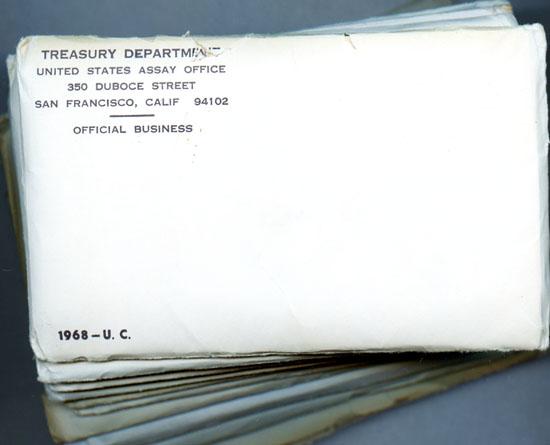 TREASURY DEPARTMENT
UNITED STATES ASSAY OFFICE
350 DUBOCE STREET
SAN FRANCISCO, CALIF 94102
OFFICIAL BUSINESS
1968-U. C.